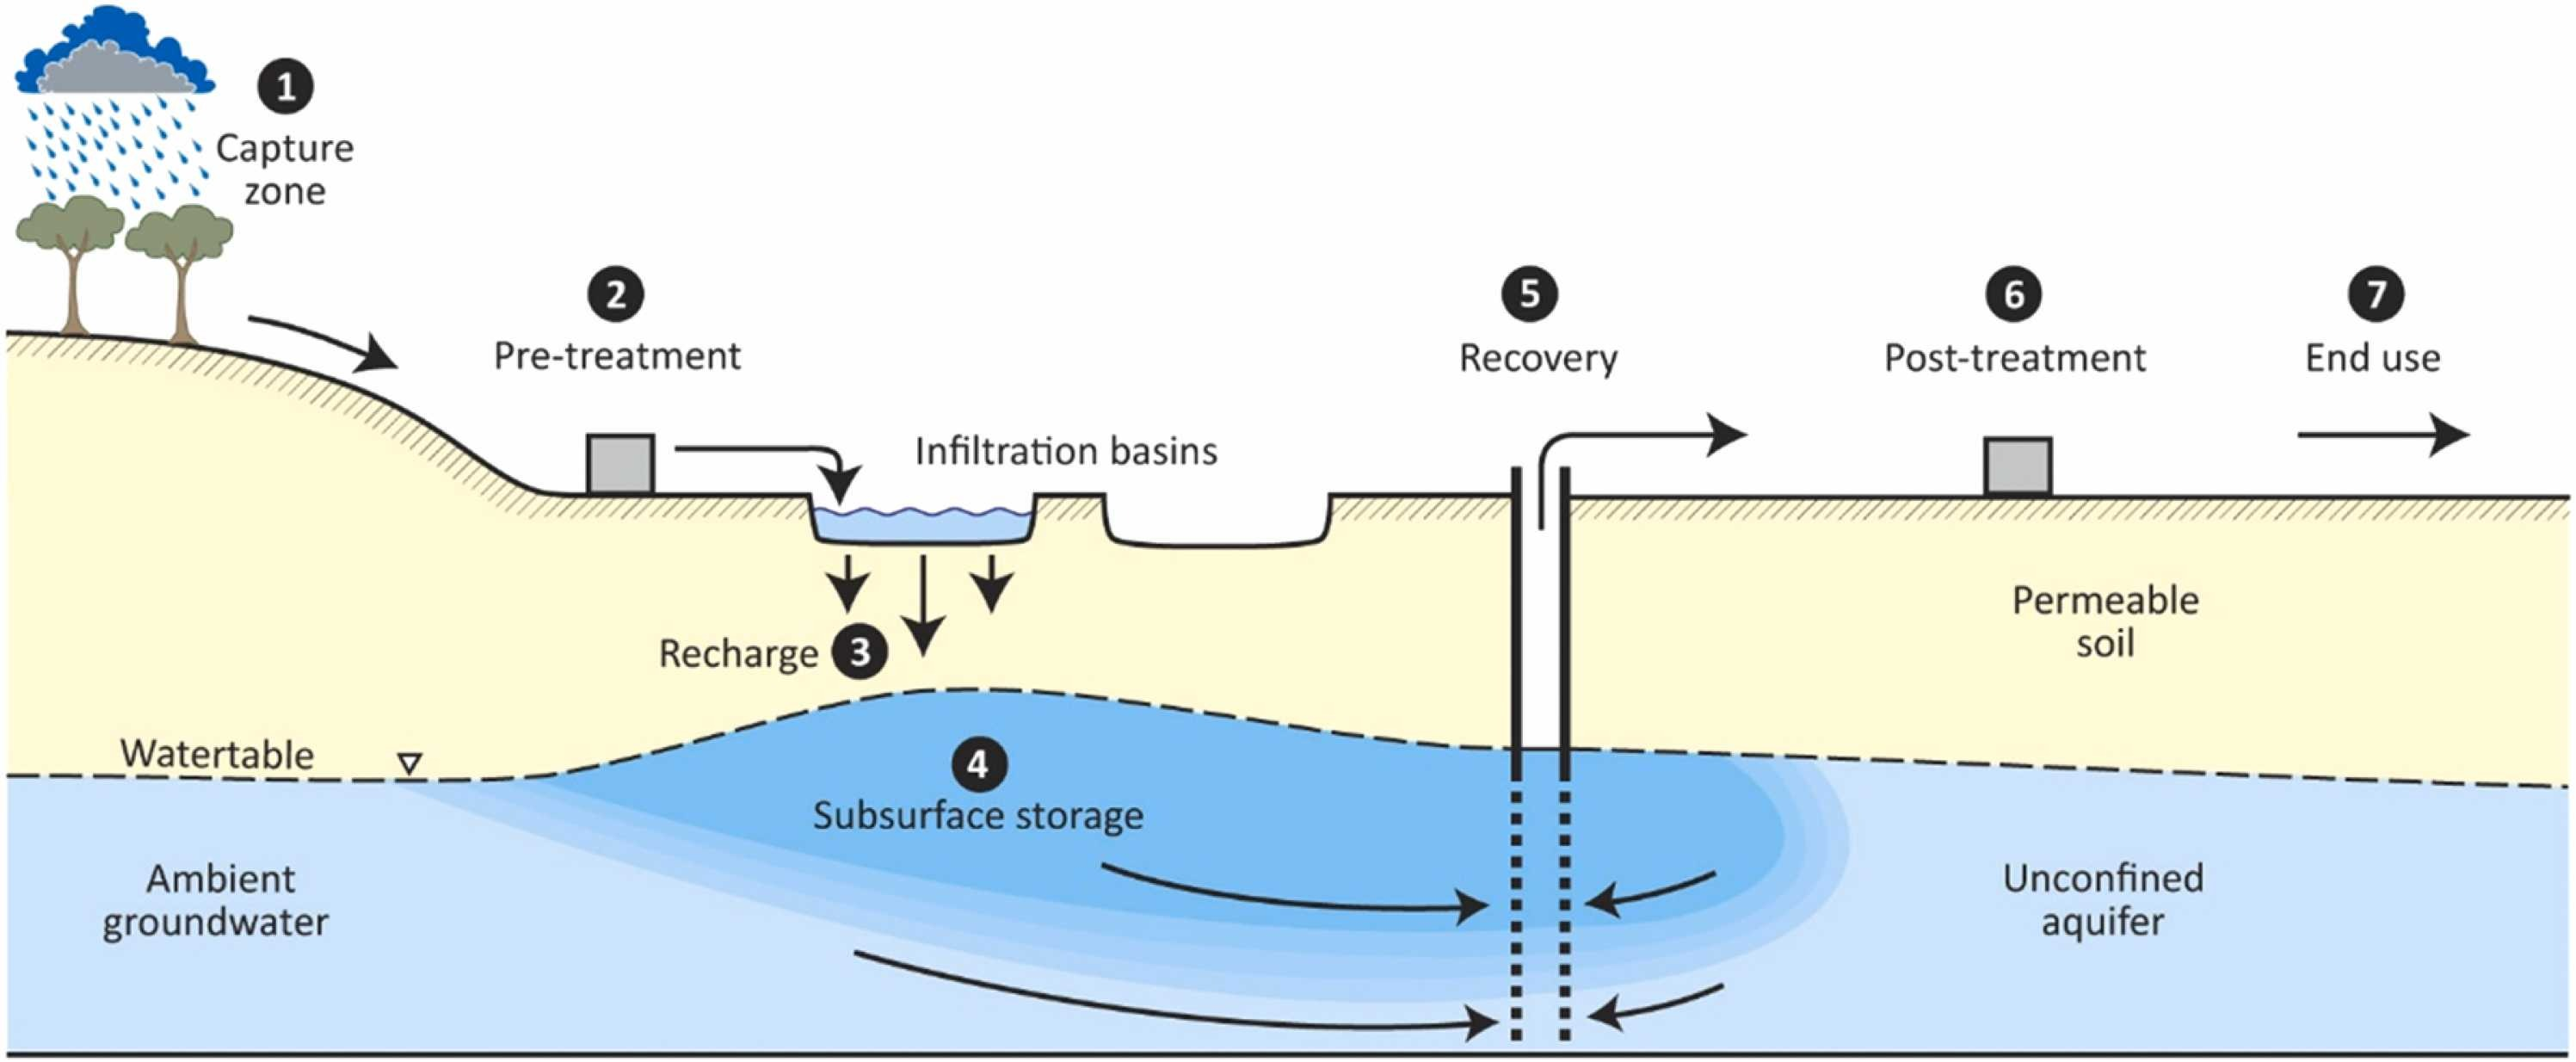 1
Capture
zone
2
Pre-treatment
Infiltration basins
Recharge 3
Watertable
4
Subsurface storage
Ambient
groundwater
5
Recovery
6
Post-treatment
7
End use
Permeable
soil
Unconfined
aquifer